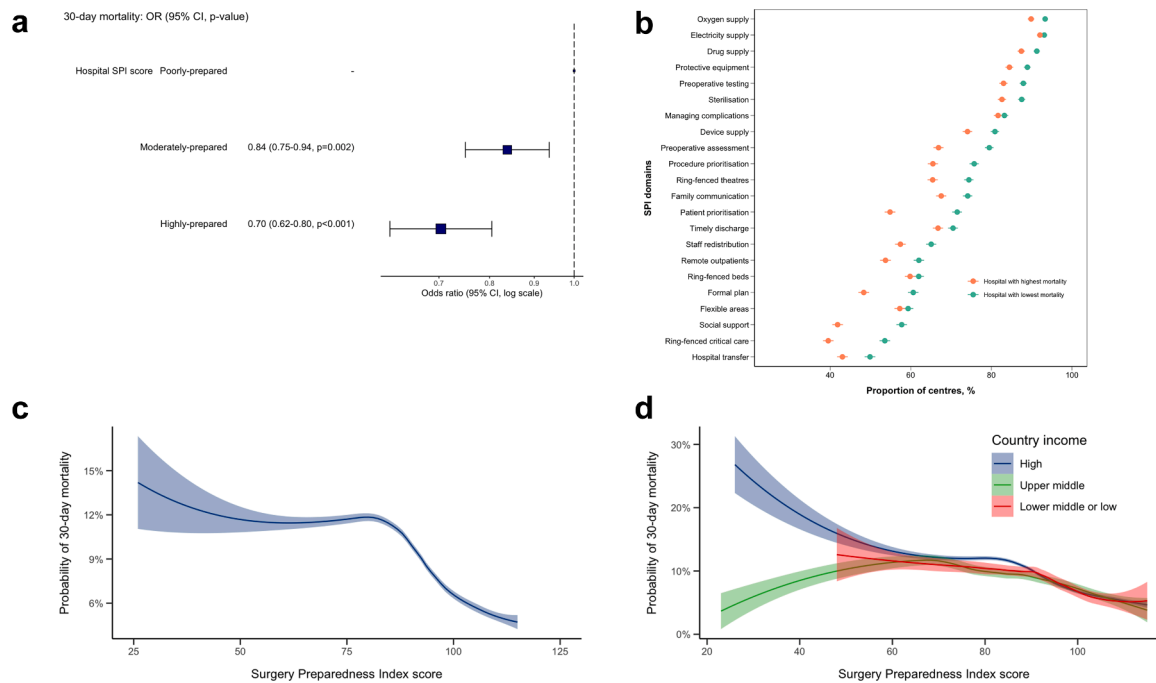 a
30-day mortality: OR (95% CI, p-value)
Hospital SPI score Poorly-prepared -
Moderately-prepared 0.84 (0.75-0.94, p=0.002)
Highly-prepared 0.70 (0.62-0.80, p<0.001)
0.7 0.8 0.9 1.0
Odds ratio (95% CI, log scale)
b
SPI domains
Oxygen supply
Electricity supply
Drug supply
Protective equipment
Preoperative testing
Sterilisation
Managing complications
Device supply
Preoperative assessment
Procedure prioritisation
Ring-fenced theatres
Family communication
Patient prioritisation
Timely discharge
Staff redistribution
Remote outpatients
Ring-fenced beds
Formal plan
Flexible areas
Social support
Ring-fenced critical care
Hospital transfer
Hospital with highest mortality
Hospital with lowest mortality
40 60 80 100
Proportion of centres, %
c
Probability of 30-day mortality
15%
12%
9%
6%
25 50 75 100 125
Surgery Preparedness Index score
d
Probability of 30-day mortality
30%
20%
10%
0%
Country income
High
Upper middle
Lower middle or low
20 40 60 80 100
Surgery Preparedness Index score